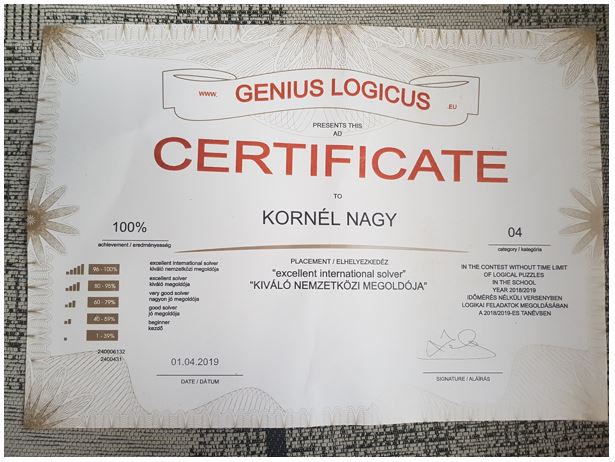 www. GENIUS LOGICUS .EU
PRESENTS THIS
AD
CERTIFICATE
TO
KORNÉL NAGY
100%
achievement / eredményesség
04
category / kategória
PLACEMENT / ELHELYEZKEDÉZ
"excellent international solver"
"KIVÁLÓ NEMZETKÖZI MEGOLDÓJA"
96 - 100%
excellent international solver
kiváló nemzetközi megoldója
80 - 95%
excellent solver
kiváló megoldója
60 - 79%
very good solver
nagyon jó megoldója
40 - 59%
good solver
jó megoldója
1 - 39%
beginner
kezdő
IN THE CONTEST WITHOUT TIME LIMIT
OF LOGICAL PUZZLES
IN THE SCHOOL
YEAR 2018/2019
IDŐMÉRÉS NÉLKÜLI VERSENYBEN
LOGIKAI FELADATOK MEGOLDÁSÁBAN
A 2018/2019-ES TANÉVBEN
240006132
2400431
01.04.2019
DATE / DÁTUM
SIGNATURE / ALÁÍRÁS